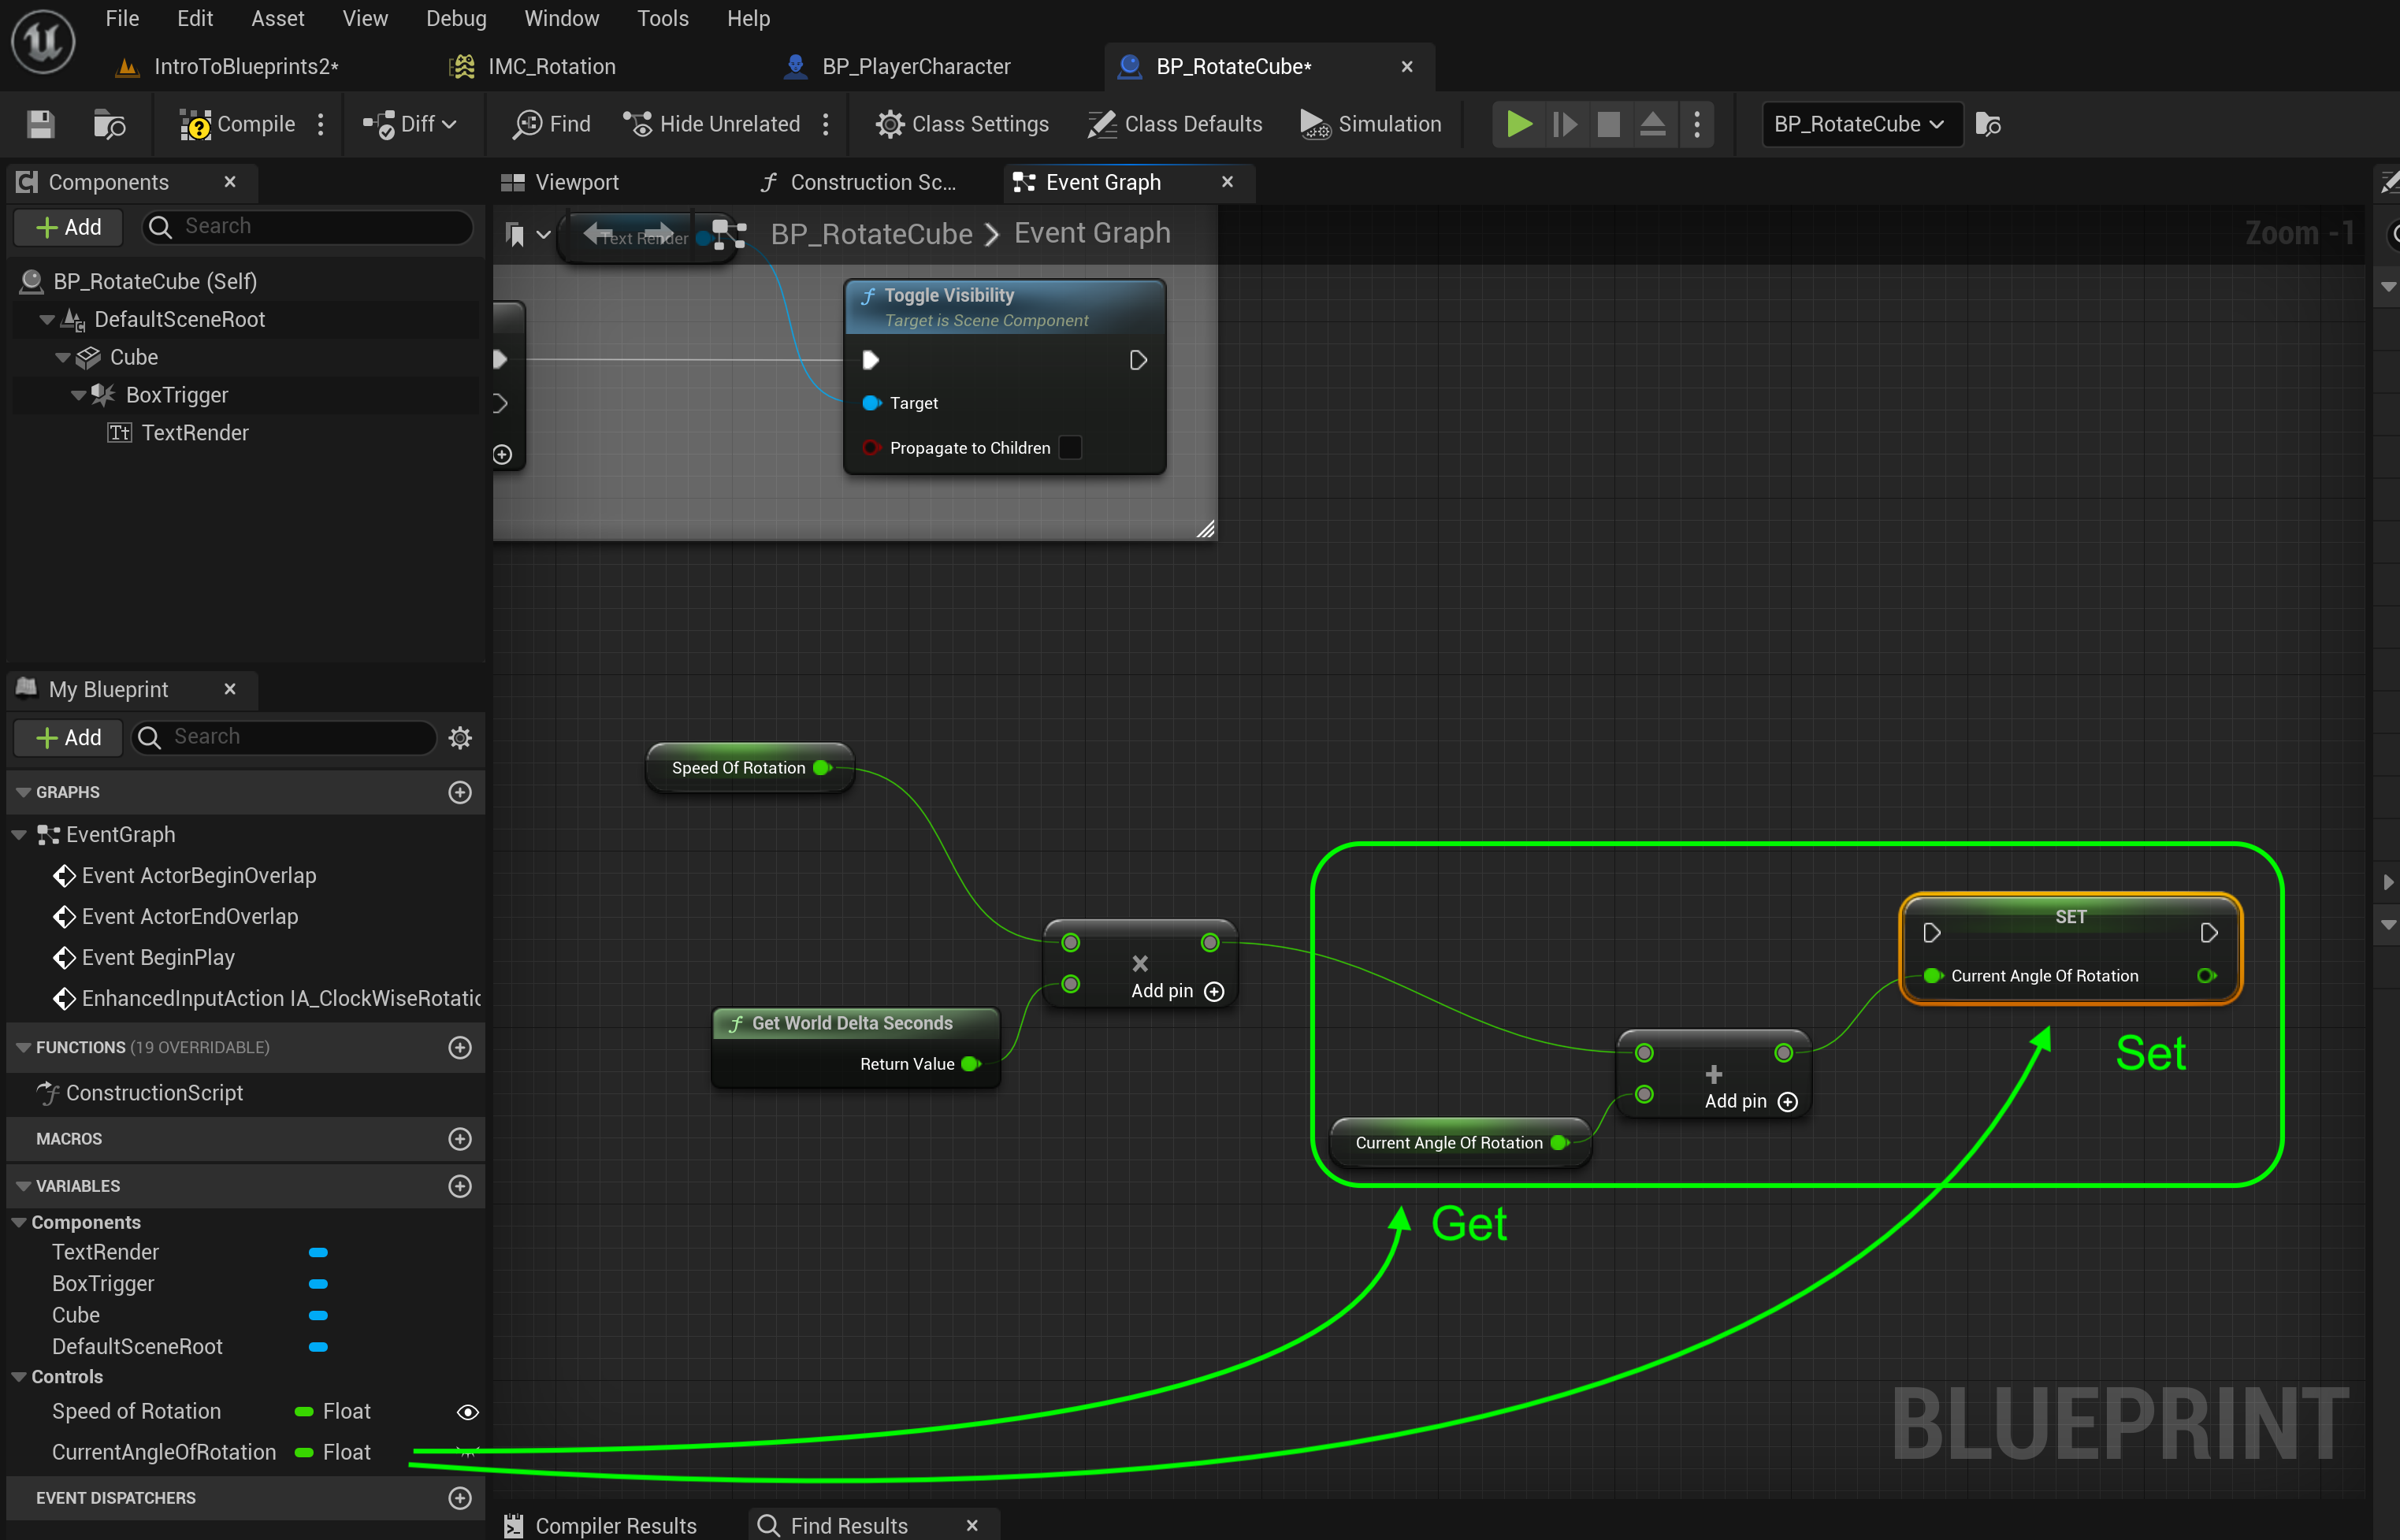 File Edit Asset View Debug Window Tools Help
IntroToBlueprints2* IMC_Rotation BP_PlayerCharacter BP_RotateCube*
Compile Diff Find Hide Unrelated Class Settings Class Defaults Simulation BP_RotateCube
Components
Add Search
BP_RotateCube (Self)
DefaultSceneRoot
Cube
BoxTrigger
TextRender
Viewport Construction Sc... Event Graph
Text Render
BP_RotateCube > Event Graph
Zoom -1
Toggle Visibility
Target is Scene Component
Target
Propagate to Children
My Blueprint
Add Search
GRAPHS
EventGraph
Event ActorBeginOverlap
Event ActorEndOverlap
Event BeginPlay
EnhancedInputAction IA_ClockWiseRotatic
FUNCTIONS (19 OVERRIDABLE)
ConstructionScript
MACROS
VARIABLES
Components
TextRender
BoxTrigger
Cube
DefaultSceneRoot
Controls
Speed of Rotation Float
CurrentAngleOfRotation Float
EVENT DISPATCHERS
Speed Of Rotation
Get World Delta Seconds
Return Value
×
Add pin
+
Add pin
Current Angle Of Rotation
SET
Current Angle Of Rotation
Set
Get
BLUEPRINT
Compiler Results Find Results